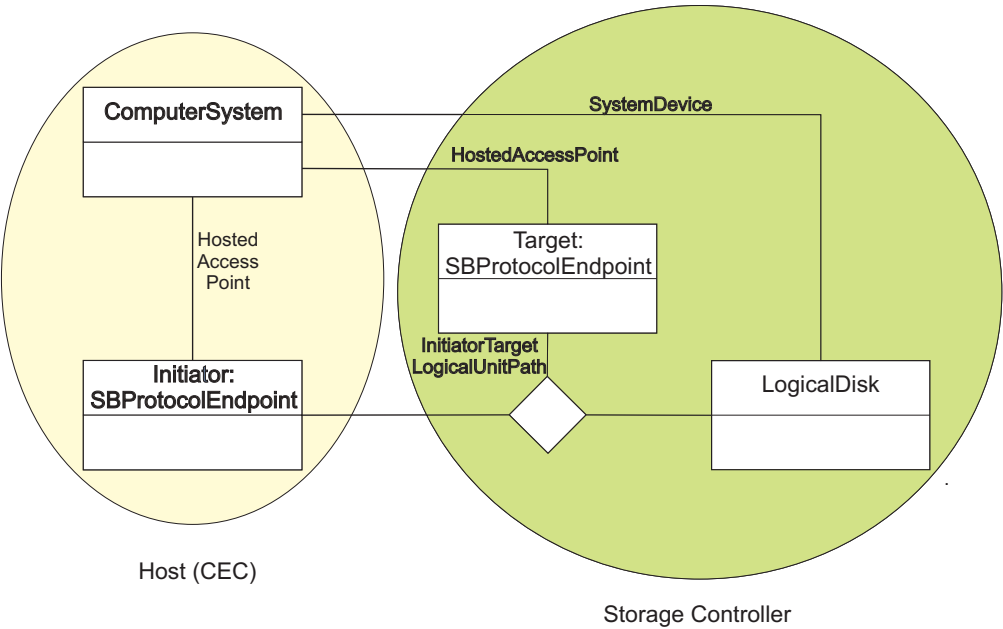 ComputerSystem
SystemDevice
HostedAccessPoint
Hosted
Access
Point
Target:
SBProtocolEndpoint
InitiatorTarget
LogicalUnitPath
Initiator:
SBProtocolEndpoint
LogicalDisk
.
Host (CEC)
Storage Controller